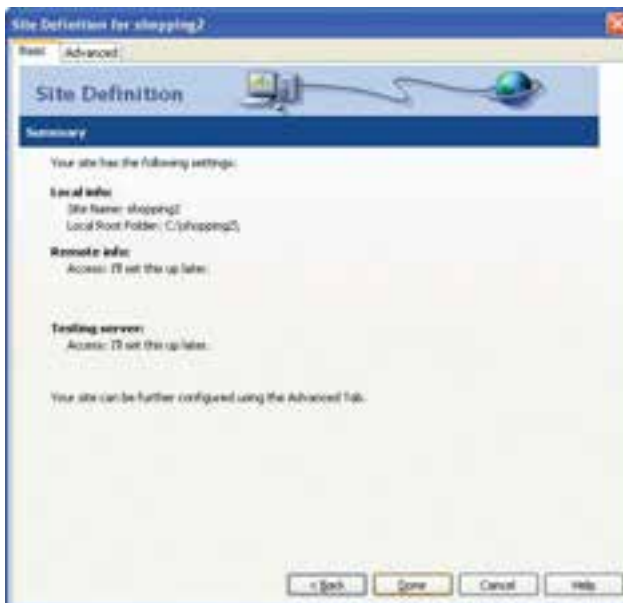 Site Definition for shopping2
Basic Advanced
Site Definition
Summary
Your site has the following settings:
Local Info:
Site Name: shopping2
Local Root Folder: C:\shopping2\
Remote Info:
Access: I'll set this up later.
Testing server:
Access: I'll set this up later.
Your site can be further configured using the Advanced Tab.
< Back Done Cancel Help